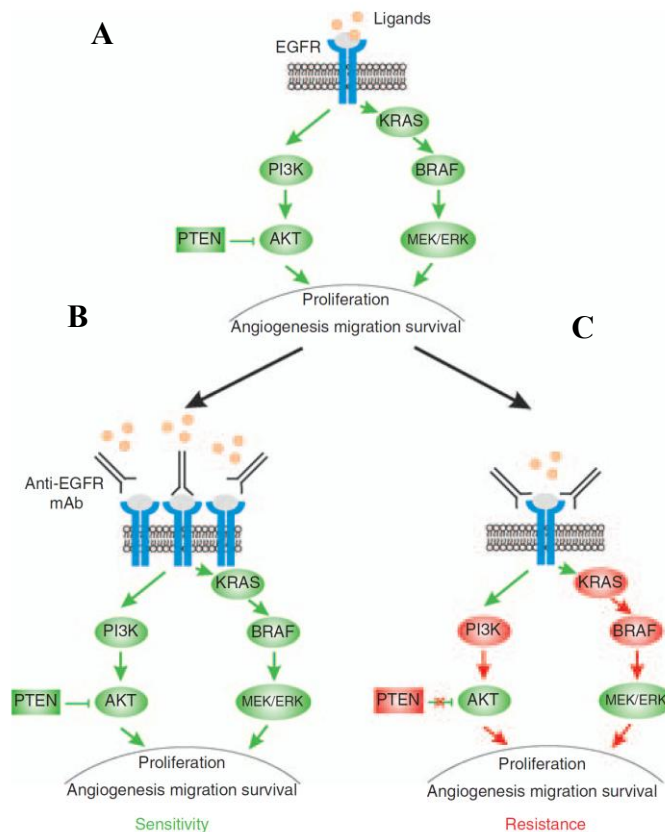 A
Ligands
EGFR
KRAS
PI3K
BRAF
PTEN
AKT
MEK/ERK
Proliferation
Angiogenesis migration survival
B
C
Anti-EGFR
mAb
KRAS
PI3K
BRAF
PTEN
AKT
MEK/ERK
Proliferation
Angiogenesis migration survival
Sensitivity
KRAS
PI3K
BRAF
PTEN
AKT
MEK/ERK
Proliferation
Angiogenesis migration survival
Resistance